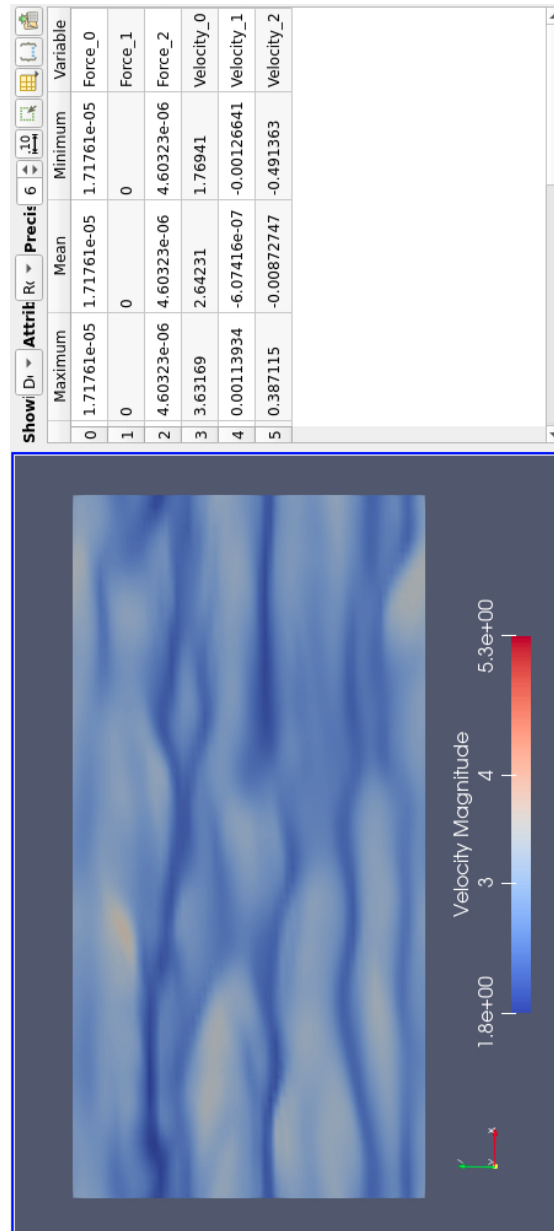 Velocity Magnitude
1.8e+00 3 4 5.3e+00
Showi Attrib Precis 6 .10
Maximum Mean Minimum Variable
0 1.71761e-05 1.71761e-05 1.71761e-05 Force_0
1 0 0 0 Force_1
2 4.60323e-06 4.60323e-06 4.60323e-06 Force_2
3 3.63169 2.64231 1.76941 Velocity_0
4 0.00113934 -6.07416e-07 -0.00126641 Velocity_1
5 0.387115 -0.00872747 -0.491363 Velocity_2